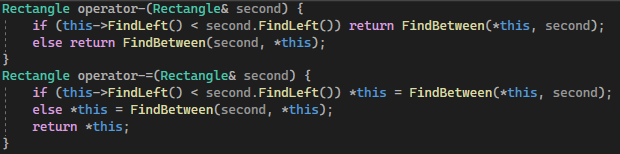 Rectangle operator-(Rectangle& second) {
if (this->FindLeft() < second.FindLeft()) return FindBetween(*this, second);
else return FindBetween(second, *this);
}
Rectangle operator-=(Rectangle& second) {
if (this->FindLeft() < second.FindLeft()) *this = FindBetween(*this, second);
else *this = FindBetween(second, *this);
return *this;
}